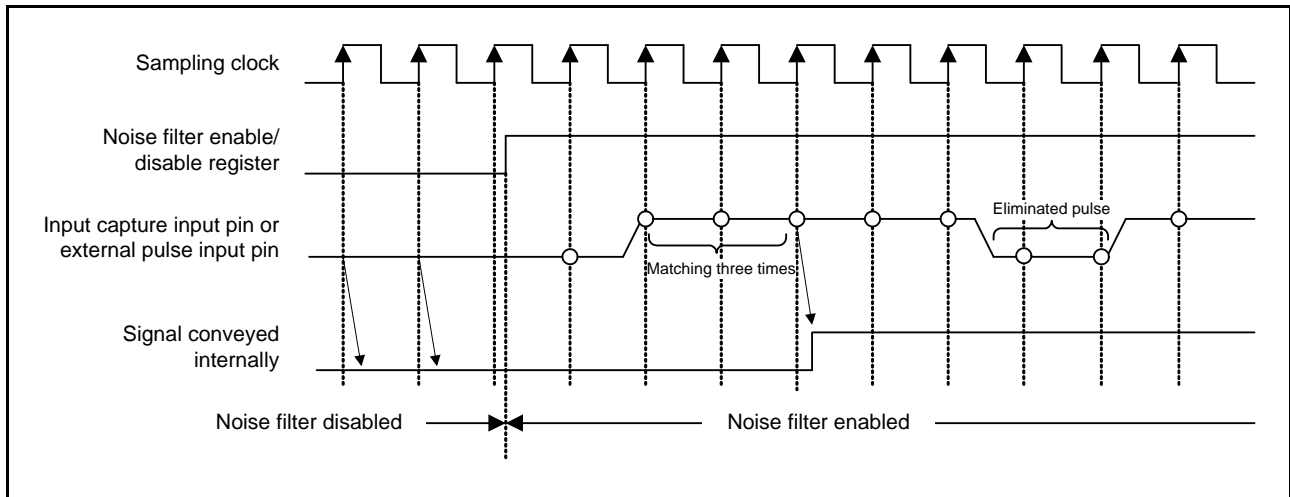 Sampling clock
Noise filter enable/
disable register
Input capture input pin or
external pulse input pin
Eliminated pulse
Matching three times
Signal conveyed
internally
Noise filter disabled
Noise filter enabled